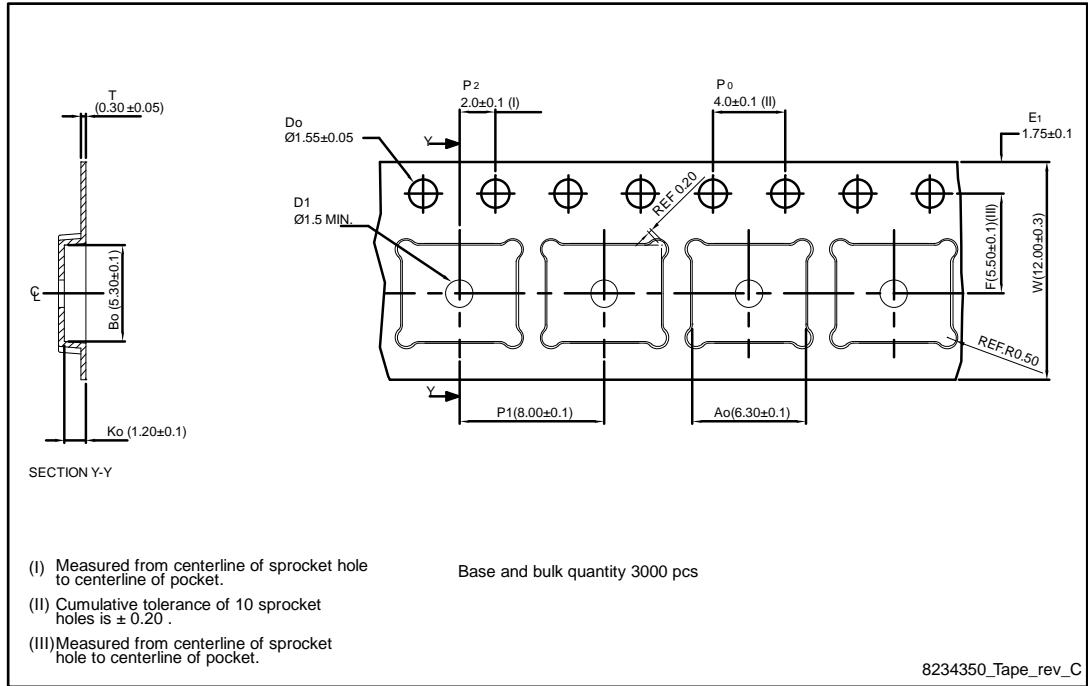 T
(0.30 ±0.05)
P2
2.0±0.1 (I)
P0
4.0±0.1 (II)
Do
Ø1.55±0.05
E1
1.75±0.1
Y
D1
Ø1.5 MIN.
REF 0.20
F(5.50±0.1)(III)
W(12.00±0.3)
℄
Bo (5.30±0.1)
REF.R0.50
Y
P1(8.00±0.1)
Ao(6.30±0.1)
Ko (1.20±0.1)
SECTION Y-Y
(I) Measured from centerline of sprocket hole
to centerline of pocket.
Base and bulk quantity 3000 pcs
(II) Cumulative tolerance of 10 sprocket
holes is ± 0.20 .
(III)Measured from centerline of sprocket
hole to centerline of pocket.
8234350_Tape_rev_C